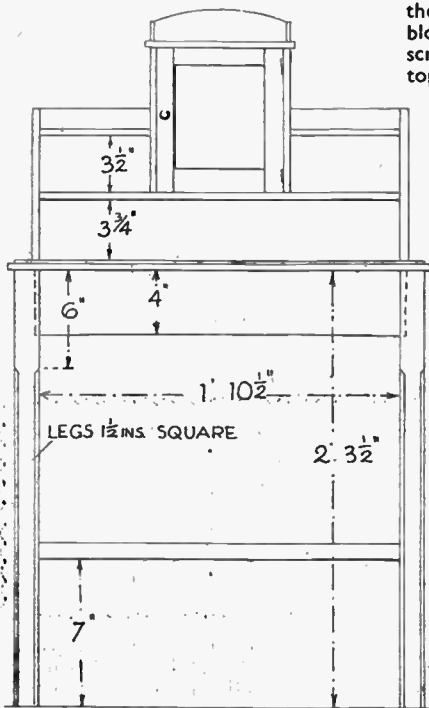 the
blo
scr
to
C
3½"
3¾"
6"
4"
1' 10½"
LEGS 1½ INS. SQUARE
2 3½"
7"